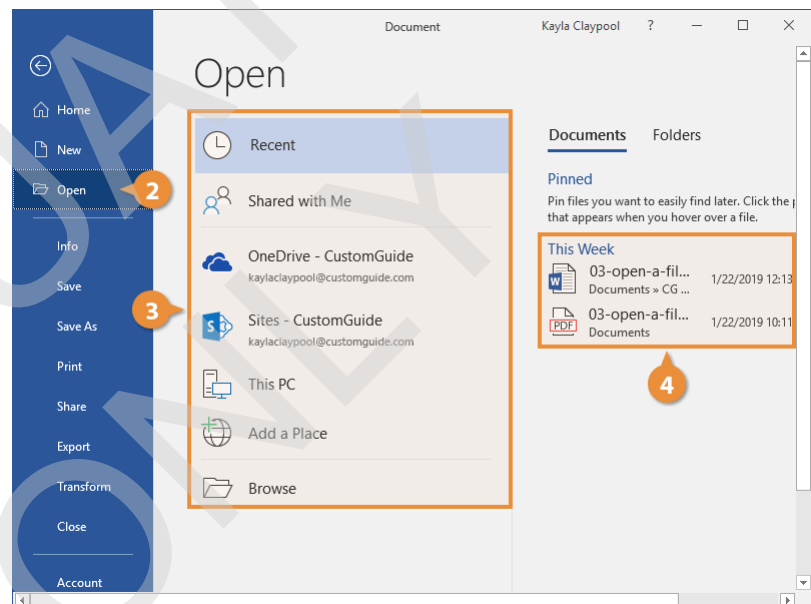 Document Kayla Claypool ?
Open
Home
New
Open
2
Info
Save
Save As
Print
Share
Export
Transform
Close
Account
3
Recent
Shared with Me
OneDrive - CustomGuide
kaylaclaypool@customguide.com
Sites - CustomGuide
kaylaclaypool@customguide.com
This PC
Add a Place
Browse
Documents Folders
Pinned
Pin files you want to easily find later. Click the
that appears when you hover over a file.
This Week
03-open-a-fil... 1/22/2019 12:13
Documents » CG ...
03-open-a-fil... 1/22/2019 10:11
PDF
Documents
4
ONLY